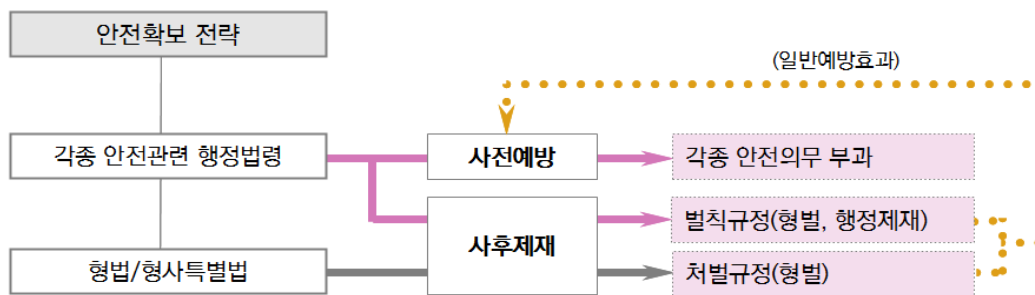 안전확보 전략
(일반예방효과)
각종 안전관련 행정법령
사전예방
각종 안전의무 부과
벌칙규정(형벌, 행정제재)
사후제재
형법/형사특별법
처벌규정(형벌)